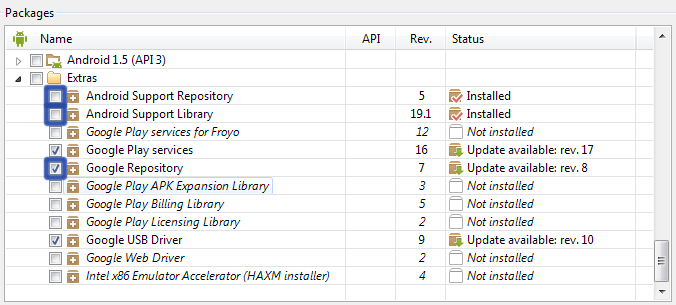 Packages
Name API Rev. Status
Android 1.5 (API 3)
Extras
Android Support Repository 5 Installed
Android Support Library 19.1 Installed
Google Play services for Froyo 12 Not installed
Google Play services 16 Update available: rev. 17
Google Repository 7 Update available: rev. 8
Google Play APK Expansion Library 3 Not installed
Google Play Billing Library 5 Not installed
Google Play Licensing Library 2 Not installed
Google USB Driver 9 Update available: rev. 10
Google Web Driver 2 Not installed
Intel x86 Emulator Accelerator (HAXM installer) 4 Not installed